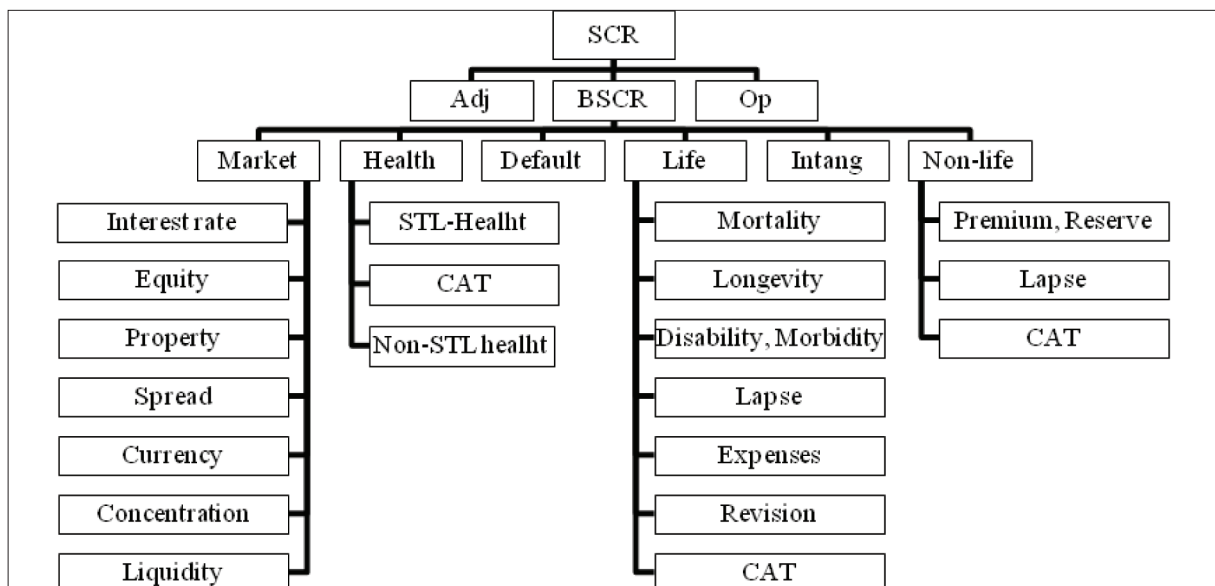 SCR
Adj
BSCR
Op
Market
Health
Default
Life
Intang
Non-life
Interest rate
Equity
Property
Spread
Currency
Concentration
Liquidity
STL-Healht
CAT
Non-STL healht
Mortality
Longevity
Disability, Morbidity
Lapse
Expenses
Revision
CAT
Premium, Reserve
Lapse
CAT